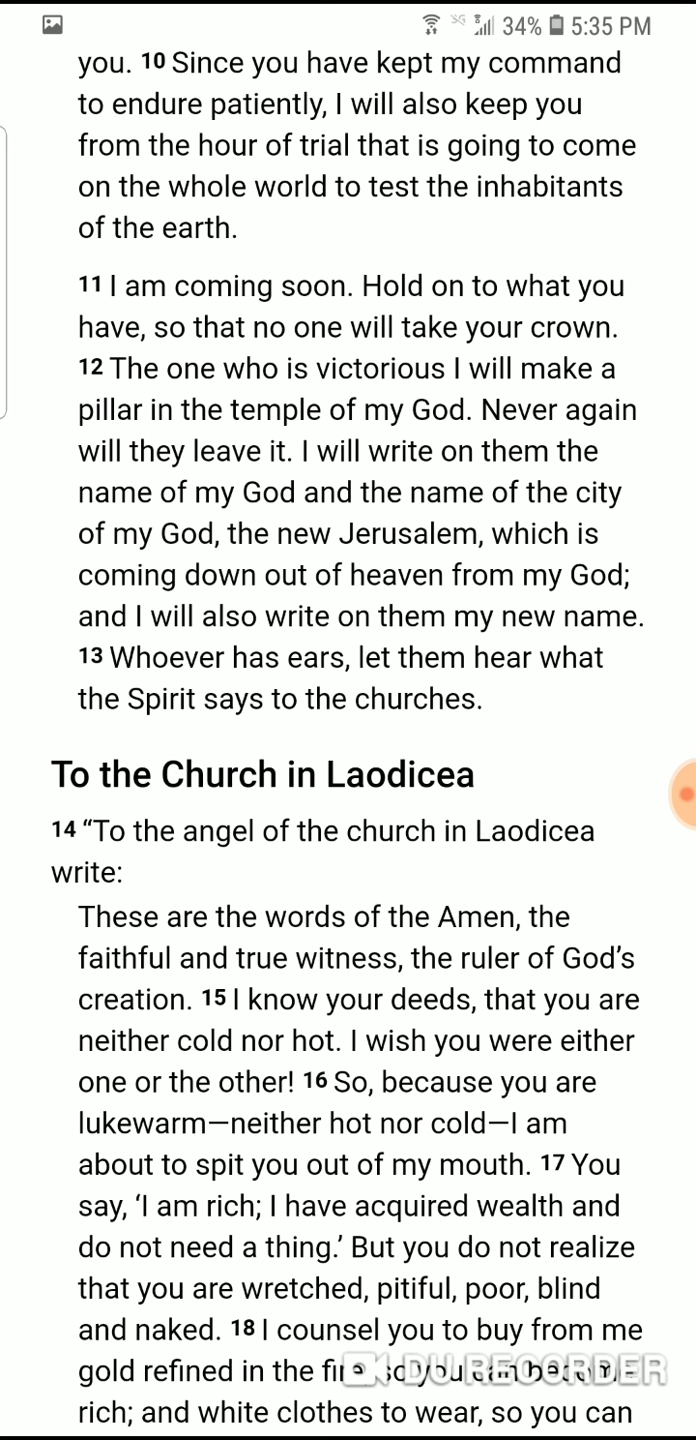 34% 5:35 PM
you. 10 Since you have kept my command
to endure patiently, I will also keep you
from the hour of trial that is going to come
on the whole world to test the inhabitants
of the earth.
11 I am coming soon. Hold on to what you
have, so that no one will take your crown.
12 The one who is victorious I will make a
pillar in the temple of my God. Never again
will they leave it. I will write on them the
name of my God and the name of the city
of my God, the new Jerusalem, which is
coming down out of heaven from my God;
and I will also write on them my new name.
13 Whoever has ears, let them hear what
the Spirit says to the churches.
To the Church in Laodicea
14 “To the angel of the church in Laodicea
write:
These are the words of the Amen, the
faithful and true witness, the ruler of God’s
creation. 15 I know your deeds, that you are
neither cold nor hot. I wish you were either
one or the other! 16 So, because you are
lukewarm—neither hot nor cold—I am
about to spit you out of my mouth. 17 You
say, ‘I am rich; I have acquired wealth and
do not need a thing.’ But you do not realize
that you are wretched, pitiful, poor, blind
and naked. 18 I counsel you to buy from me
gold refined in the fire, so you can become
DU RECORDER
rich; and white clothes to wear, so you can